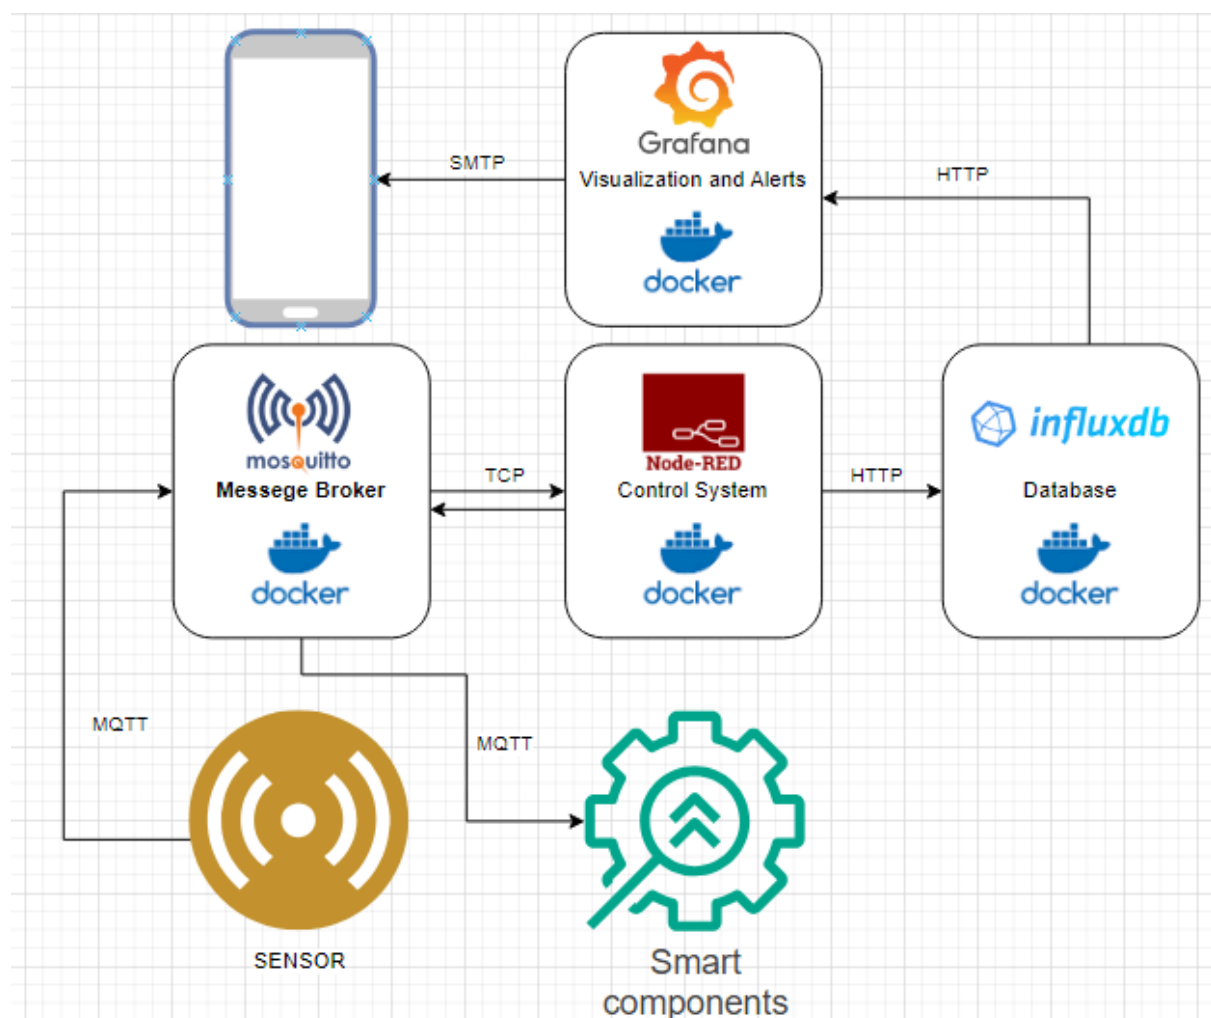 Grafana
SMTP
Visualization and Alerts
HTTP
docker
mosquitto
Messege Broker
docker
TCP
Node-RED
Control System
docker
HTTP
influxdb
Database
docker
MQTT
MQTT
SENSOR
Smart
components